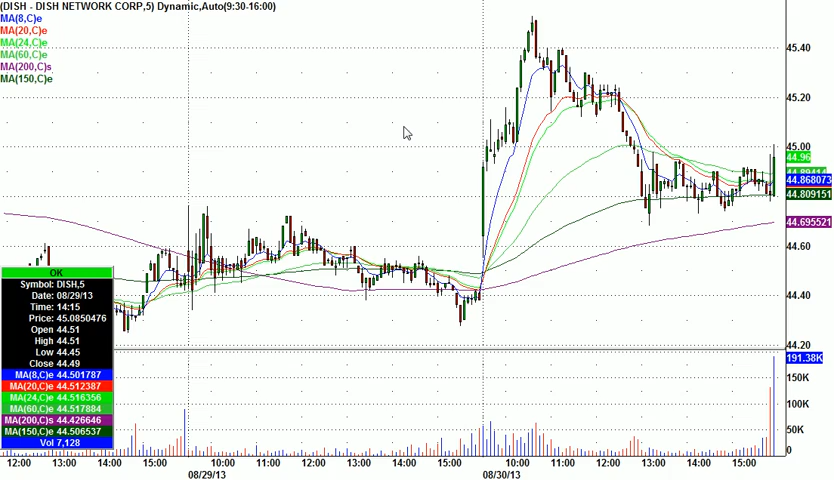 (DISH - DISH NETWORK CORP,5) Dynamic,Auto(9:30-16:00)
MA(8,C)e
MA(20,C)e
MA(24,C)e
MA(60,C)e
MA(200,C)s
MA(150,C)e
45.40
45.20
45.00
44.96
44.89414
44.868073
44.809151
44.695521
44.60
44.40
44.20
OK
Symbol: DISH,5
Date: 08/29/13
Time: 14:15
Price: 45.0850476
Open 44.51
High 44.51
Low 44.45
Close 44.49
MA(8,C)e 44.501787
MA(20,C)e 44.512387
MA(24,C)e 44.516356
MA(60,C)e 44.517884
MA(200,C)s 44.426646
MA(150,C)e 44.506537
Vol 7,128
191.38K
150K
100K
50K
0
12:00 13:00 14:00 15:00 10:00 11:00 12:00 13:00 14:00 15:00 10:00 11:00 12:00 13:00 14:00 15:00
08/29/13 08/30/13